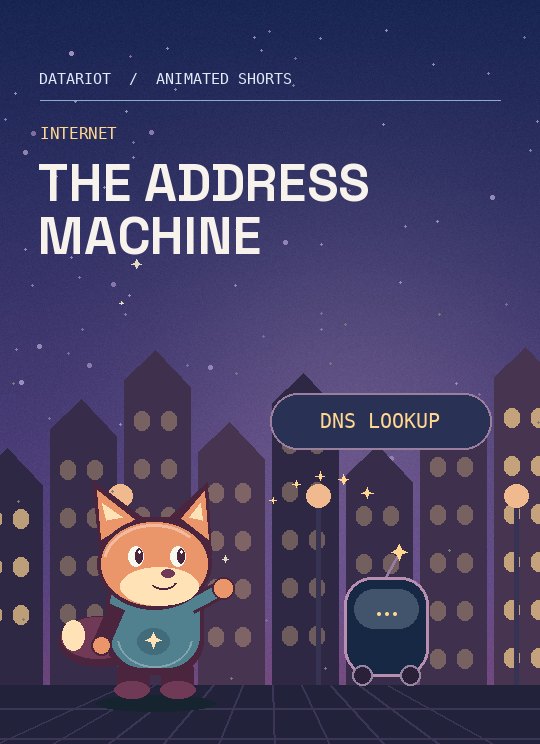 DATARIOT / ANIMATED SHORTS
INTERNET
THE ADDRESS
MACHINE
DNS LOOKUP